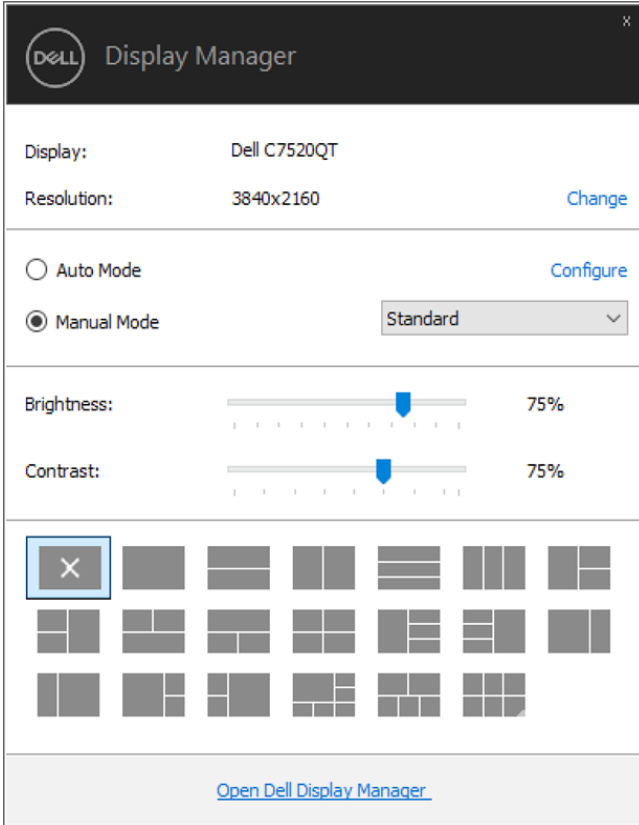 x
DELL Display Manager
Display: Dell C7520QT
Resolution: 3840x2160 Change
Auto Mode Configure
Manual Mode Standard
Brightness: 75%
Contrast: 75%
Open Dell Display Manager